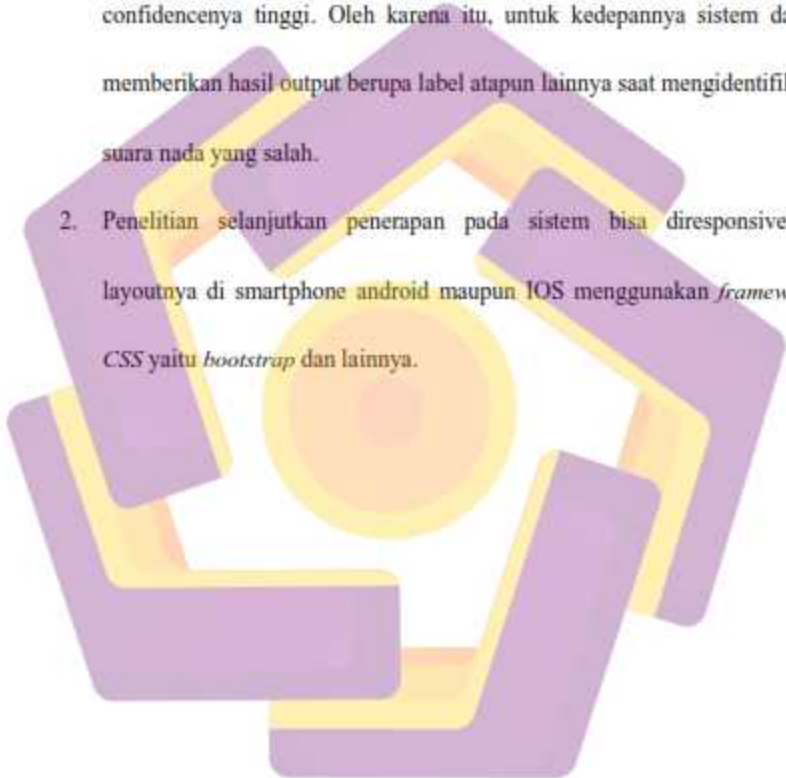 confidencenya tinggi. Oleh karena itu, untuk kedepannya sistem da
memberikan hasil output berupa label atapun lainnya saat mengidentifil
suara nada yang salah.
2. Penelitian selanjutkan penerapan pada sistem bisa diresponsive
layoutnya di smartphone android maupun IOS menggunakan framew
CSS yaitu bootstrap dan lainnya.